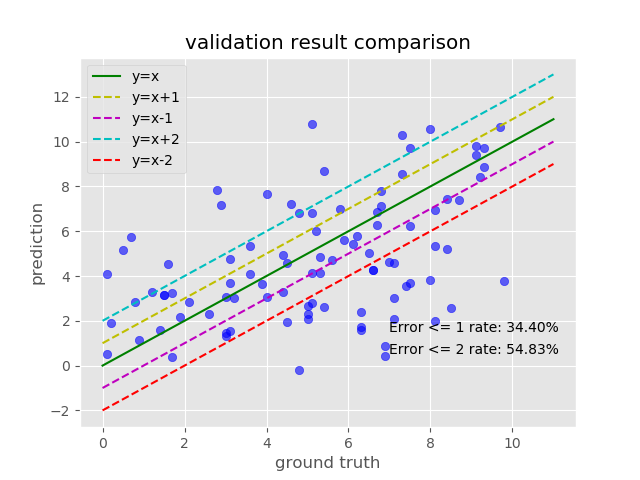 validation result comparison
y=x
y=x+1
y=x-1
y=x+2
y=x-2
prediction
12
10
8
6
4
2
0
−2
Error <= 1 rate: 34.40%
Error <= 2 rate: 54.83%
0 2 4 6 8 10
ground truth